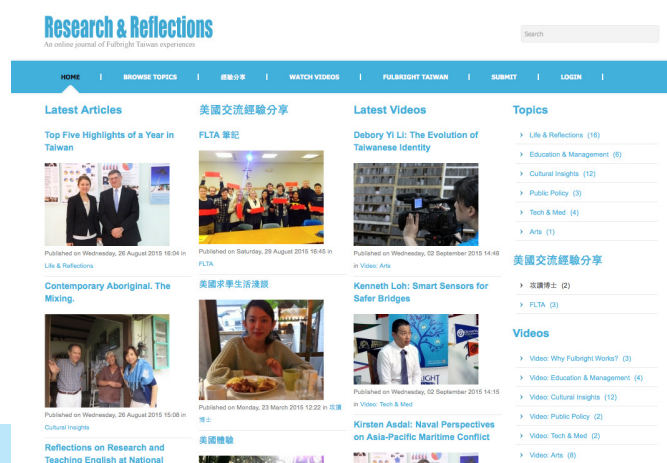 Research & Reflections
An online journal of Fulbright Taiwan experiences
Search
HOME | BROWSE TOPICS | 經驗分享 | WATCH VIDEOS | FULBRIGHT TAIWAN | SUBMIT | LOGIN |
Latest Articles
Top Five Highlights of a Year in
Taiwan
Published on Wednesday, 26 August 2015 16:04 in
Life & Reflections
Contemporary Aboriginal. The
Mixing.
Published on Wednesday, 26 August 2015 15:08 in
Cultural Insights
Reflections on Research and
Teaching English at National
美國交流經驗分享
FLTA 筆記
Published on Saturday, 29 August 2015 16:45 in
FLTA
美國求學生活淺談
Published on Monday, 23 March 2015 12:22 in 攻讀
博士
美國體驗
Latest Videos
Debory Yi Li: The Evolution of
Taiwanese Identity
Published on Wednesday, 02 September 2015 14:46
in Video: Arts
Kenneth Loh: Smart Sensors for
Safer Bridges
Published on Wednesday, 02 September 2015 14:15
in Video: Tech & Med
Kirsten Asdal: Naval Perspectives
on Asia-Pacific Maritime Conflict
Topics
Life & Reflections (16)
Education & Management (6)
Cultural Insights (12)
Public Policy (3)
Tech & Med (4)
Arts (1)
美國交流經驗分享
攻讀博士 (2)
FLTA (3)
Videos
Video: Why Fulbright Works? (3)
Video: Education & Management (4)
Video: Cultural Insights (12)
Video: Public Policy (2)
Video: Tech & Med (2)
Video: Arts (8)